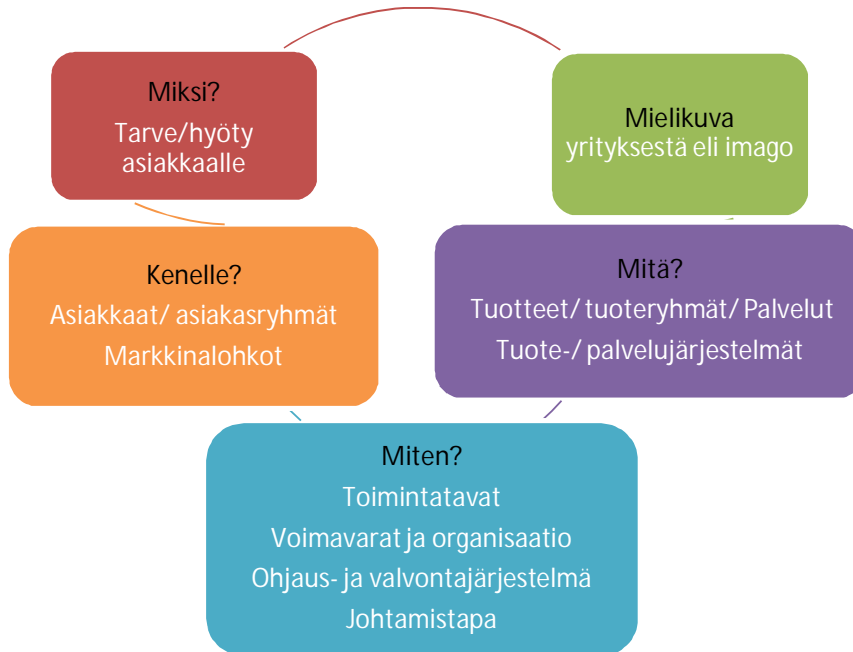 Miksi?
Tarve/hyöty
asiakkaalle
Mielikuva
yrityksestä eli imago
Kenelle?
Asiakkaat/ asiakasryhmät
Markkinalohkot
Mitä?
Tuotteet/ tuoteryhmät/ Palvelut
Tuote-/ palvelujärjestelmät
Miten?
Toimintatavat
Voimavarat ja organisaatio
Ohjaus- ja valvontajärjestelmä
Johtamistapa